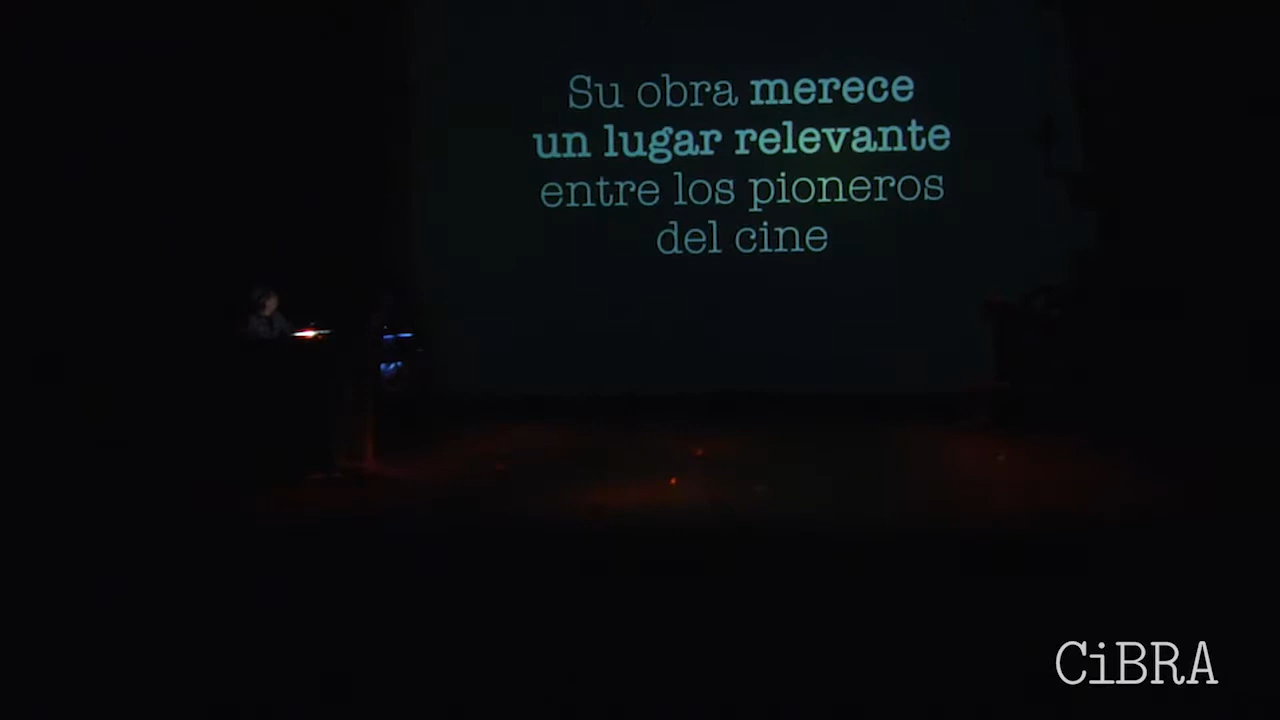 Su obra merece
un lugar relevante
entre los pioneros
del cine
CiBRA